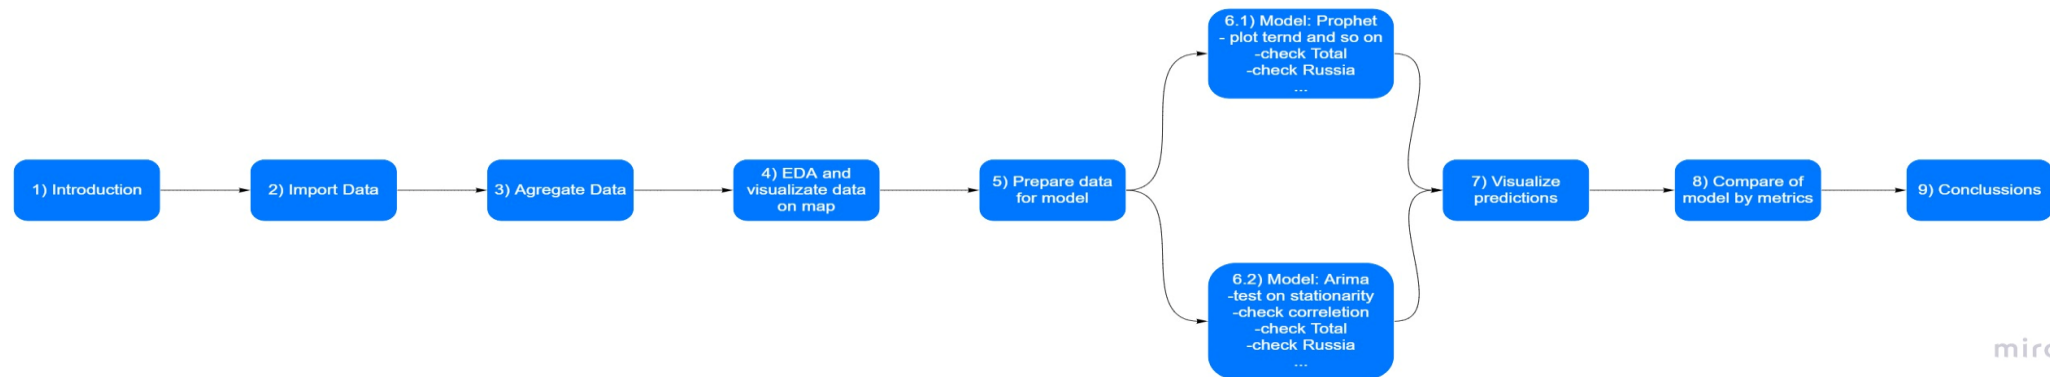 1) Introduction
2) Import Data
3) Agregate Data
4) EDA and
visualizate data
on map
5) Prepare data
for model
6.1) Model: Prophet
- plot ternd and so on
-check Total
-check Russia
...
6.2) Model: Arima
-test on stationarity
-check correletion
-check Total
-check Russia
...
7) Visualize
predictions
8) Compare of
model by metrics
9) Conclussions
miro